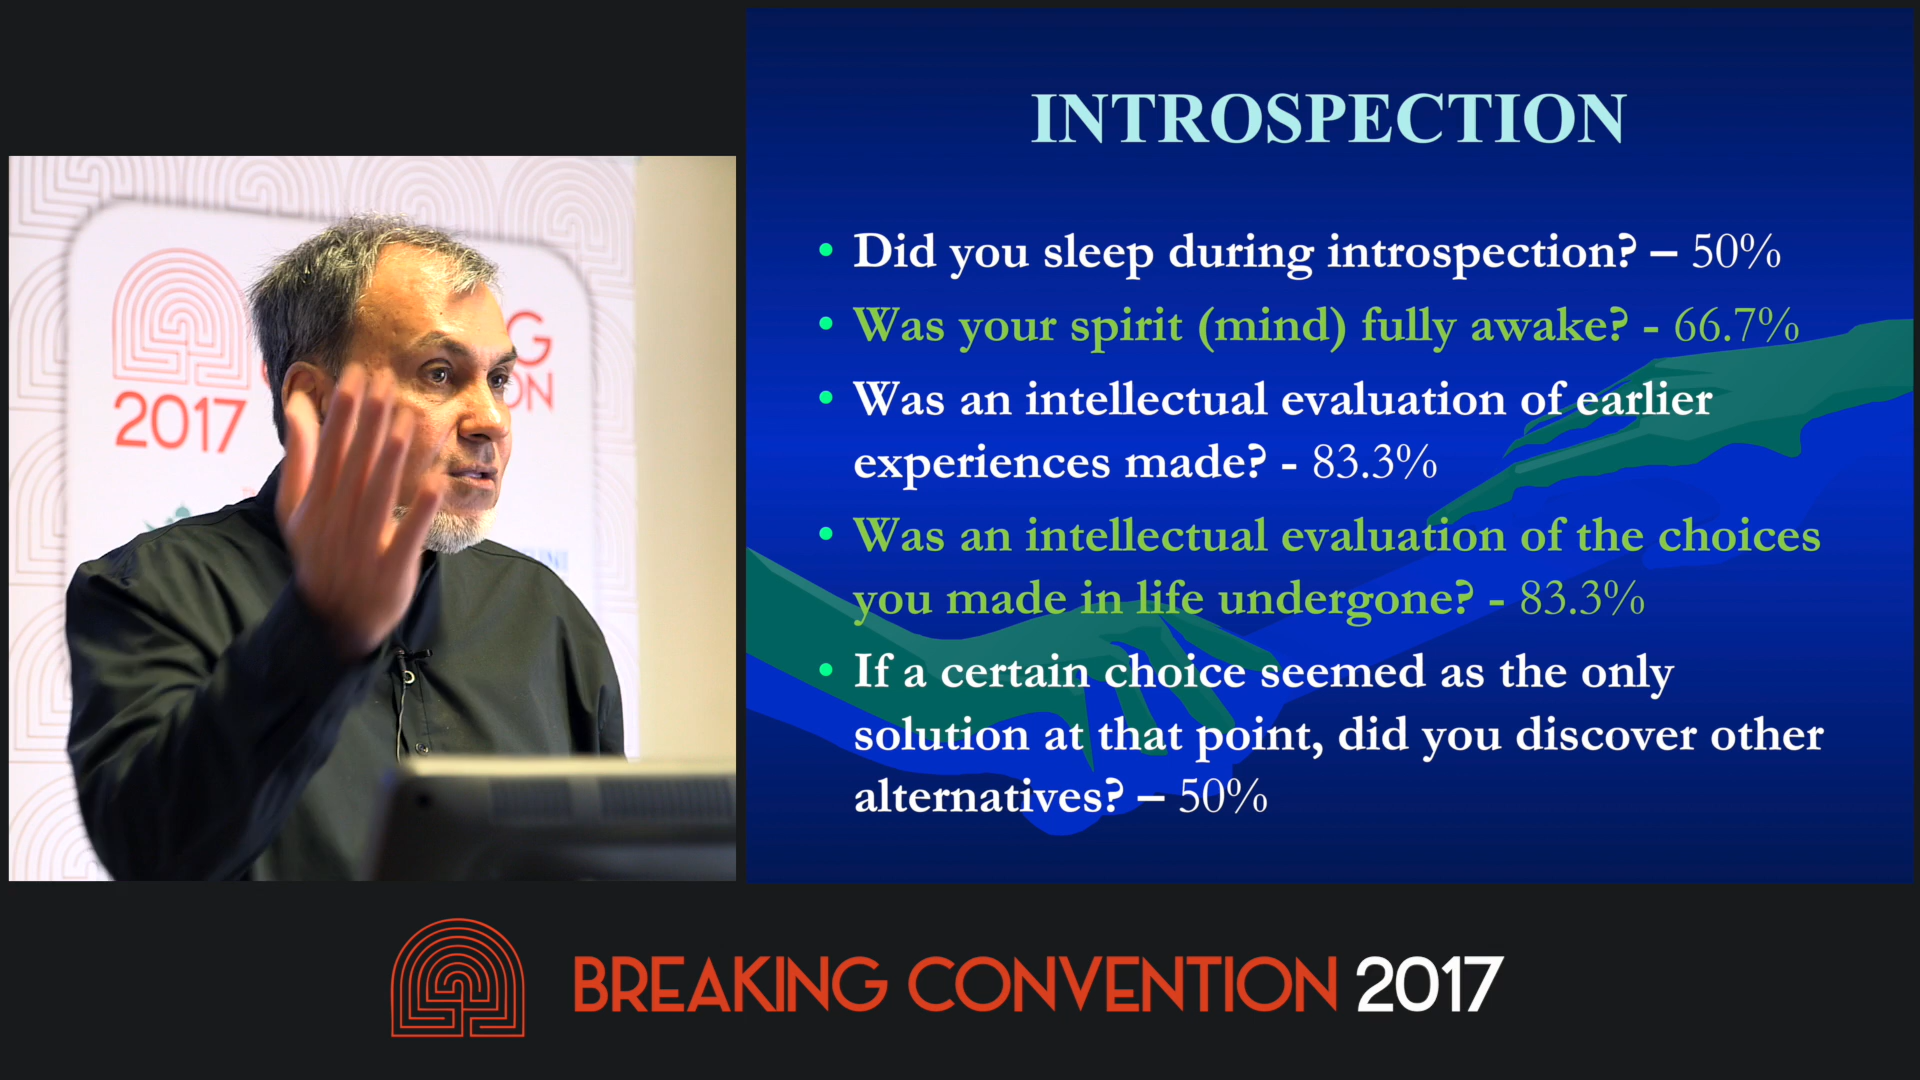 INTROSPECTION
• Did you sleep during introspection? – 50%
• Was your spirit (mind) fully awake? - 66.7%
• Was an intellectual evaluation of earlier
experiences made? - 83.3%
• Was an intellectual evaluation of the choices
you made in life undergone? - 83.3%
• If a certain choice seemed as the only
solution at that point, did you discover other
alternatives? – 50%
2017
BREAKING CONVENTION 2017